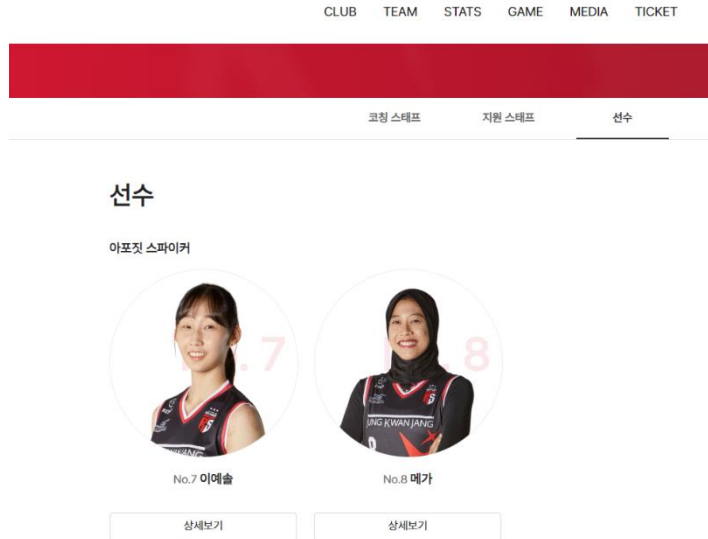 CLUB TEAM STATS GAME MEDIA TICKET
코칭 스태프 지원 스태프 선수
선수
아포짓 스파이커
No.7 이예솔
No.8 메가
상세보기 상세보기